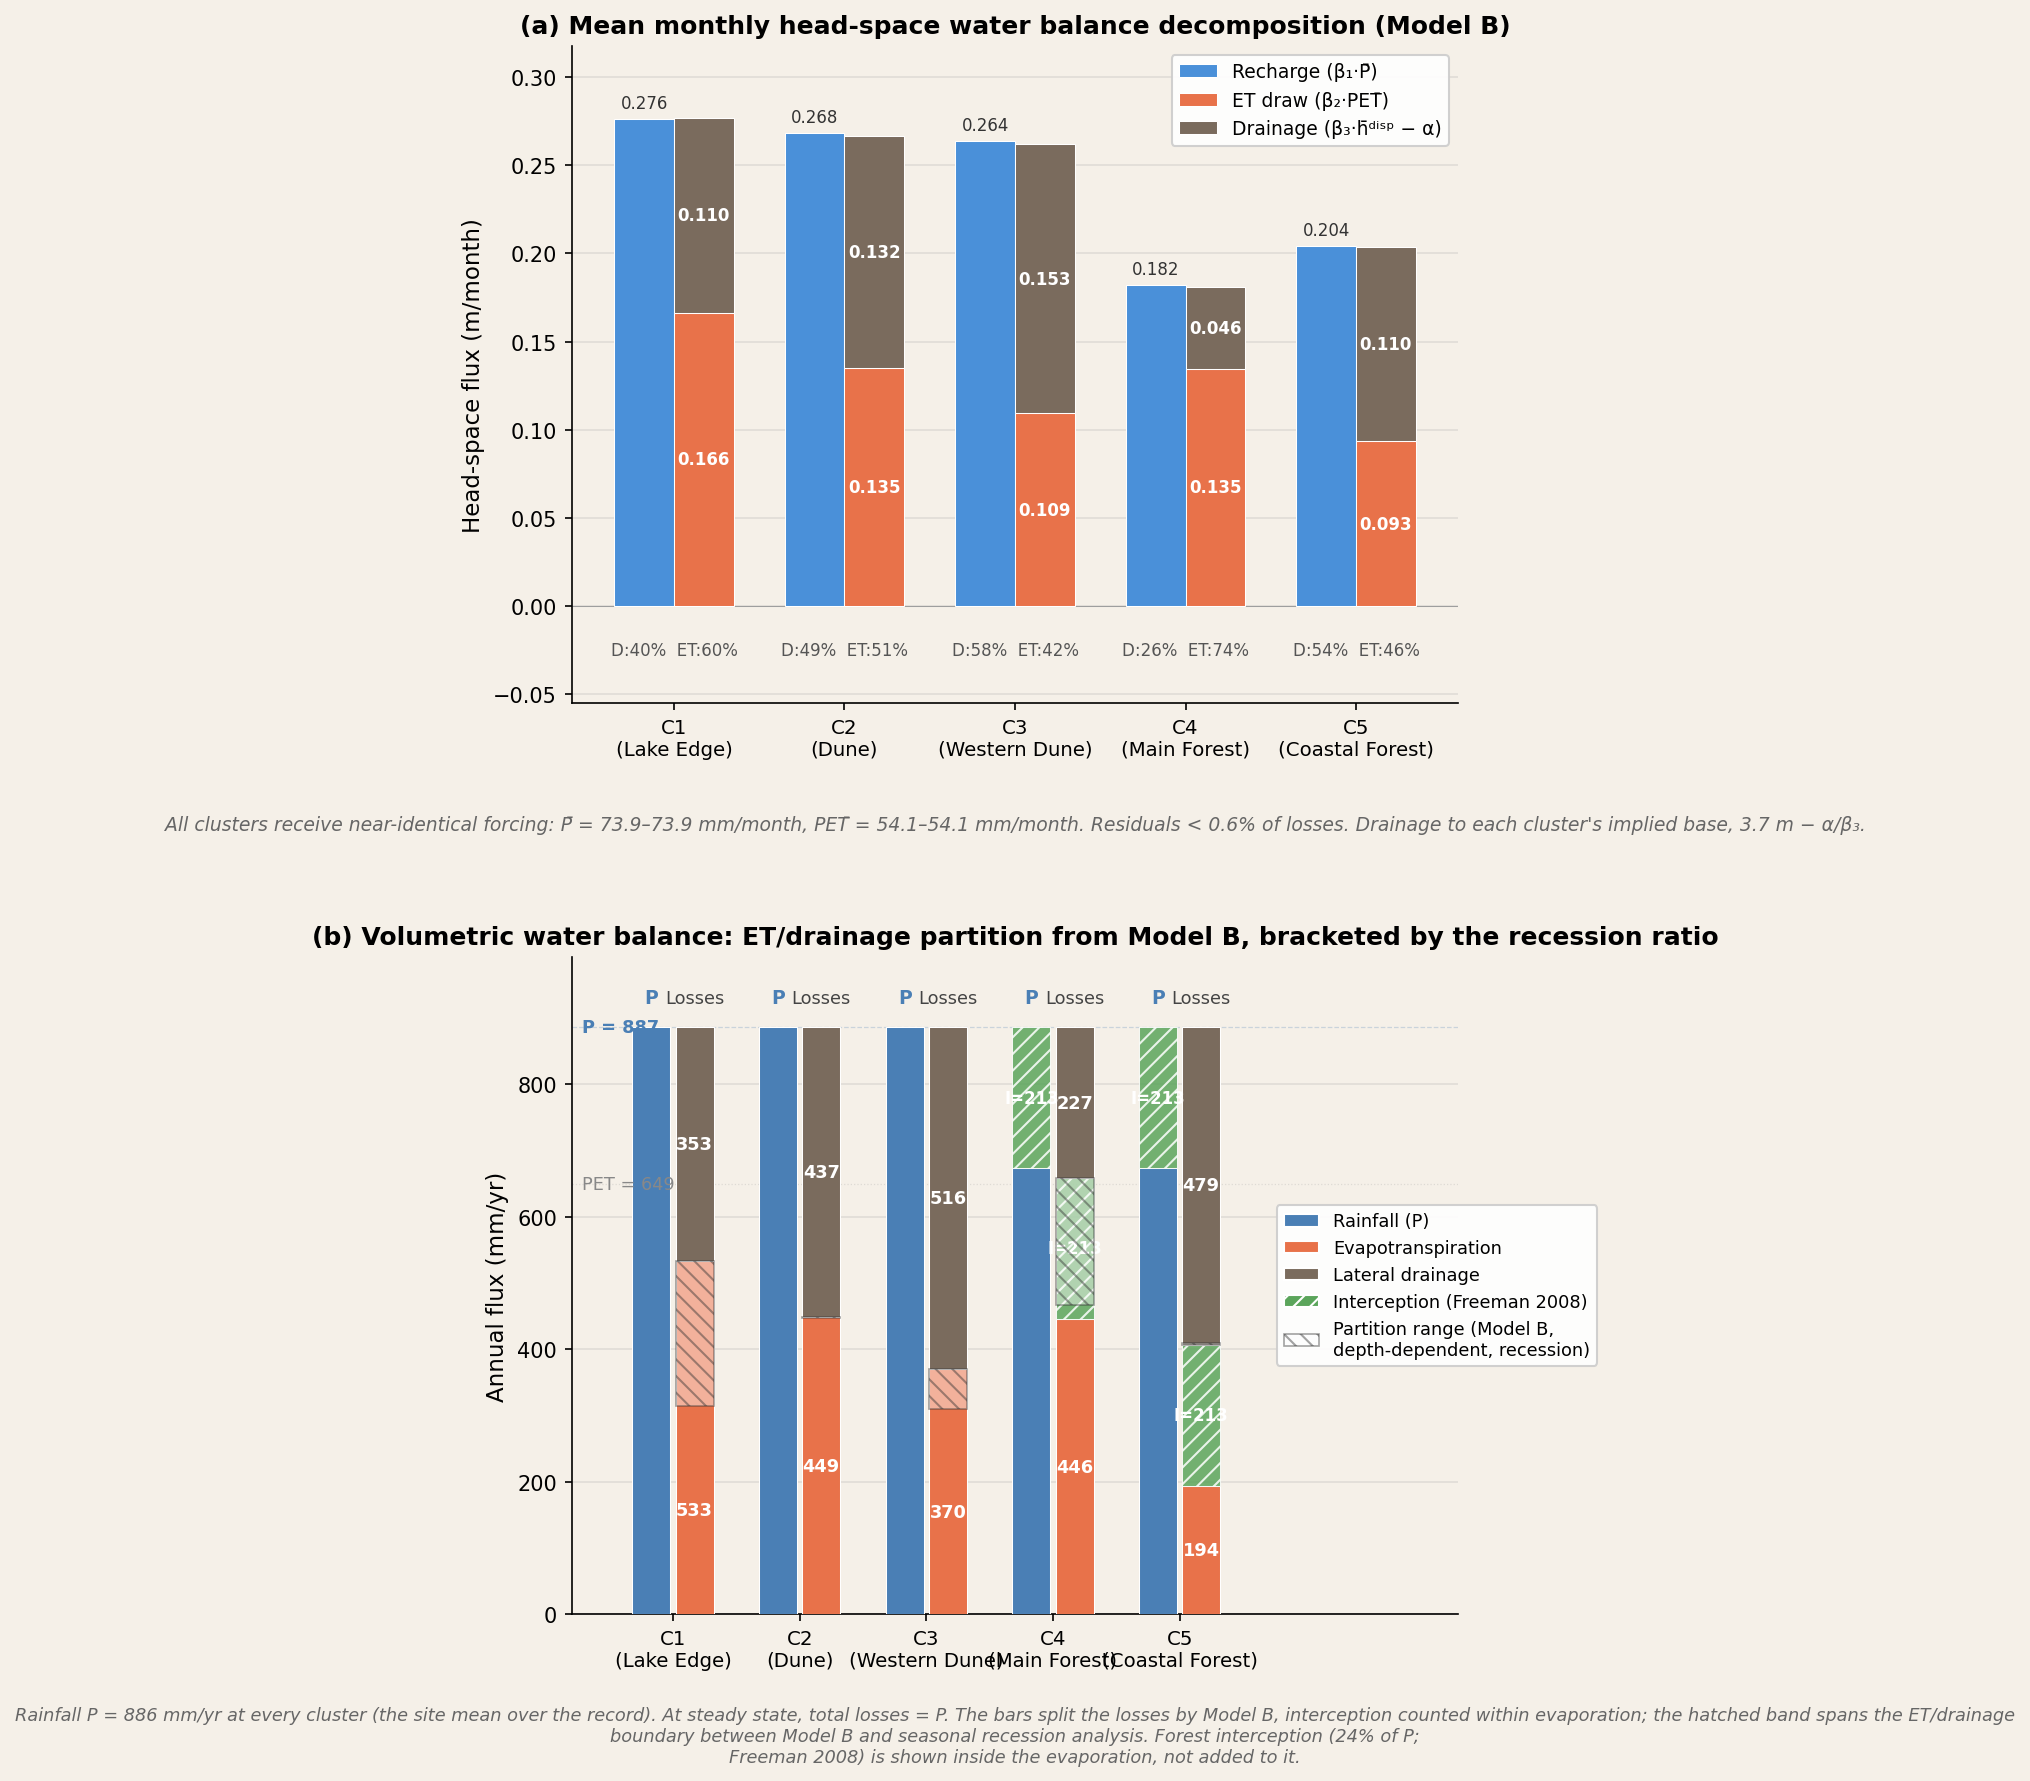 (a) Mean monthly head-space water balance decomposition (Model B)
Head-space flux (m/month)
0.30
0.25
0.20
0.15
0.10
0.05
0.00
−0.05
Recharge (β₁·P̄)
ET draw (β₂·PET̄)
Drainage (β₃·h̄ᵈⁱˢᵖ − α)
0.276
0.268
0.264
0.182
0.204
0.110
0.132
0.153
0.046
0.110
0.166
0.135
0.109
0.135
0.093
D:40%  ET:60%
D:49%  ET:51%
D:58%  ET:42%
D:26%  ET:74%
D:54%  ET:46%
C1
(Lake Edge)
C2
(Dune)
C3
(Western Dune)
C4
(Main Forest)
C5
(Coastal Forest)
All clusters receive near-identical forcing: P̄ = 73.9–73.9 mm/month, PET̄ = 54.1–54.1 mm/month. Residuals < 0.6% of losses. Drainage to each cluster's implied base, 3.7 m − α/β₃.
(b) Volumetric water balance: ET/drainage partition from Model B, bracketed by the recession ratio
Annual flux (mm/yr)
800
600
400
200
0
P Losses
P Losses
P Losses
P Losses
P Losses
P = 887
PET = 649
353
437
516
I=213
227
I=213
479
I=213
I=213
533
449
370
446
194
Rainfall (P)
Evapotranspiration
Lateral drainage
Interception (Freeman 2008)
Partition range (Model B,
depth-dependent, recession)
C1
(Lake Edge)
C2
(Dune)
C3
(Western Dune)
C4
(Main Forest)
C5
(Coastal Forest)
Rainfall P = 886 mm/yr at every cluster (the site mean over the record). At steady state, total losses = P. The bars split the losses by Model B, interception counted within evaporation; the hatched band spans the ET/drainage
boundary between Model B and seasonal recession analysis. Forest interception (24% of P;
Freeman 2008) is shown inside the evaporation, not added to it.